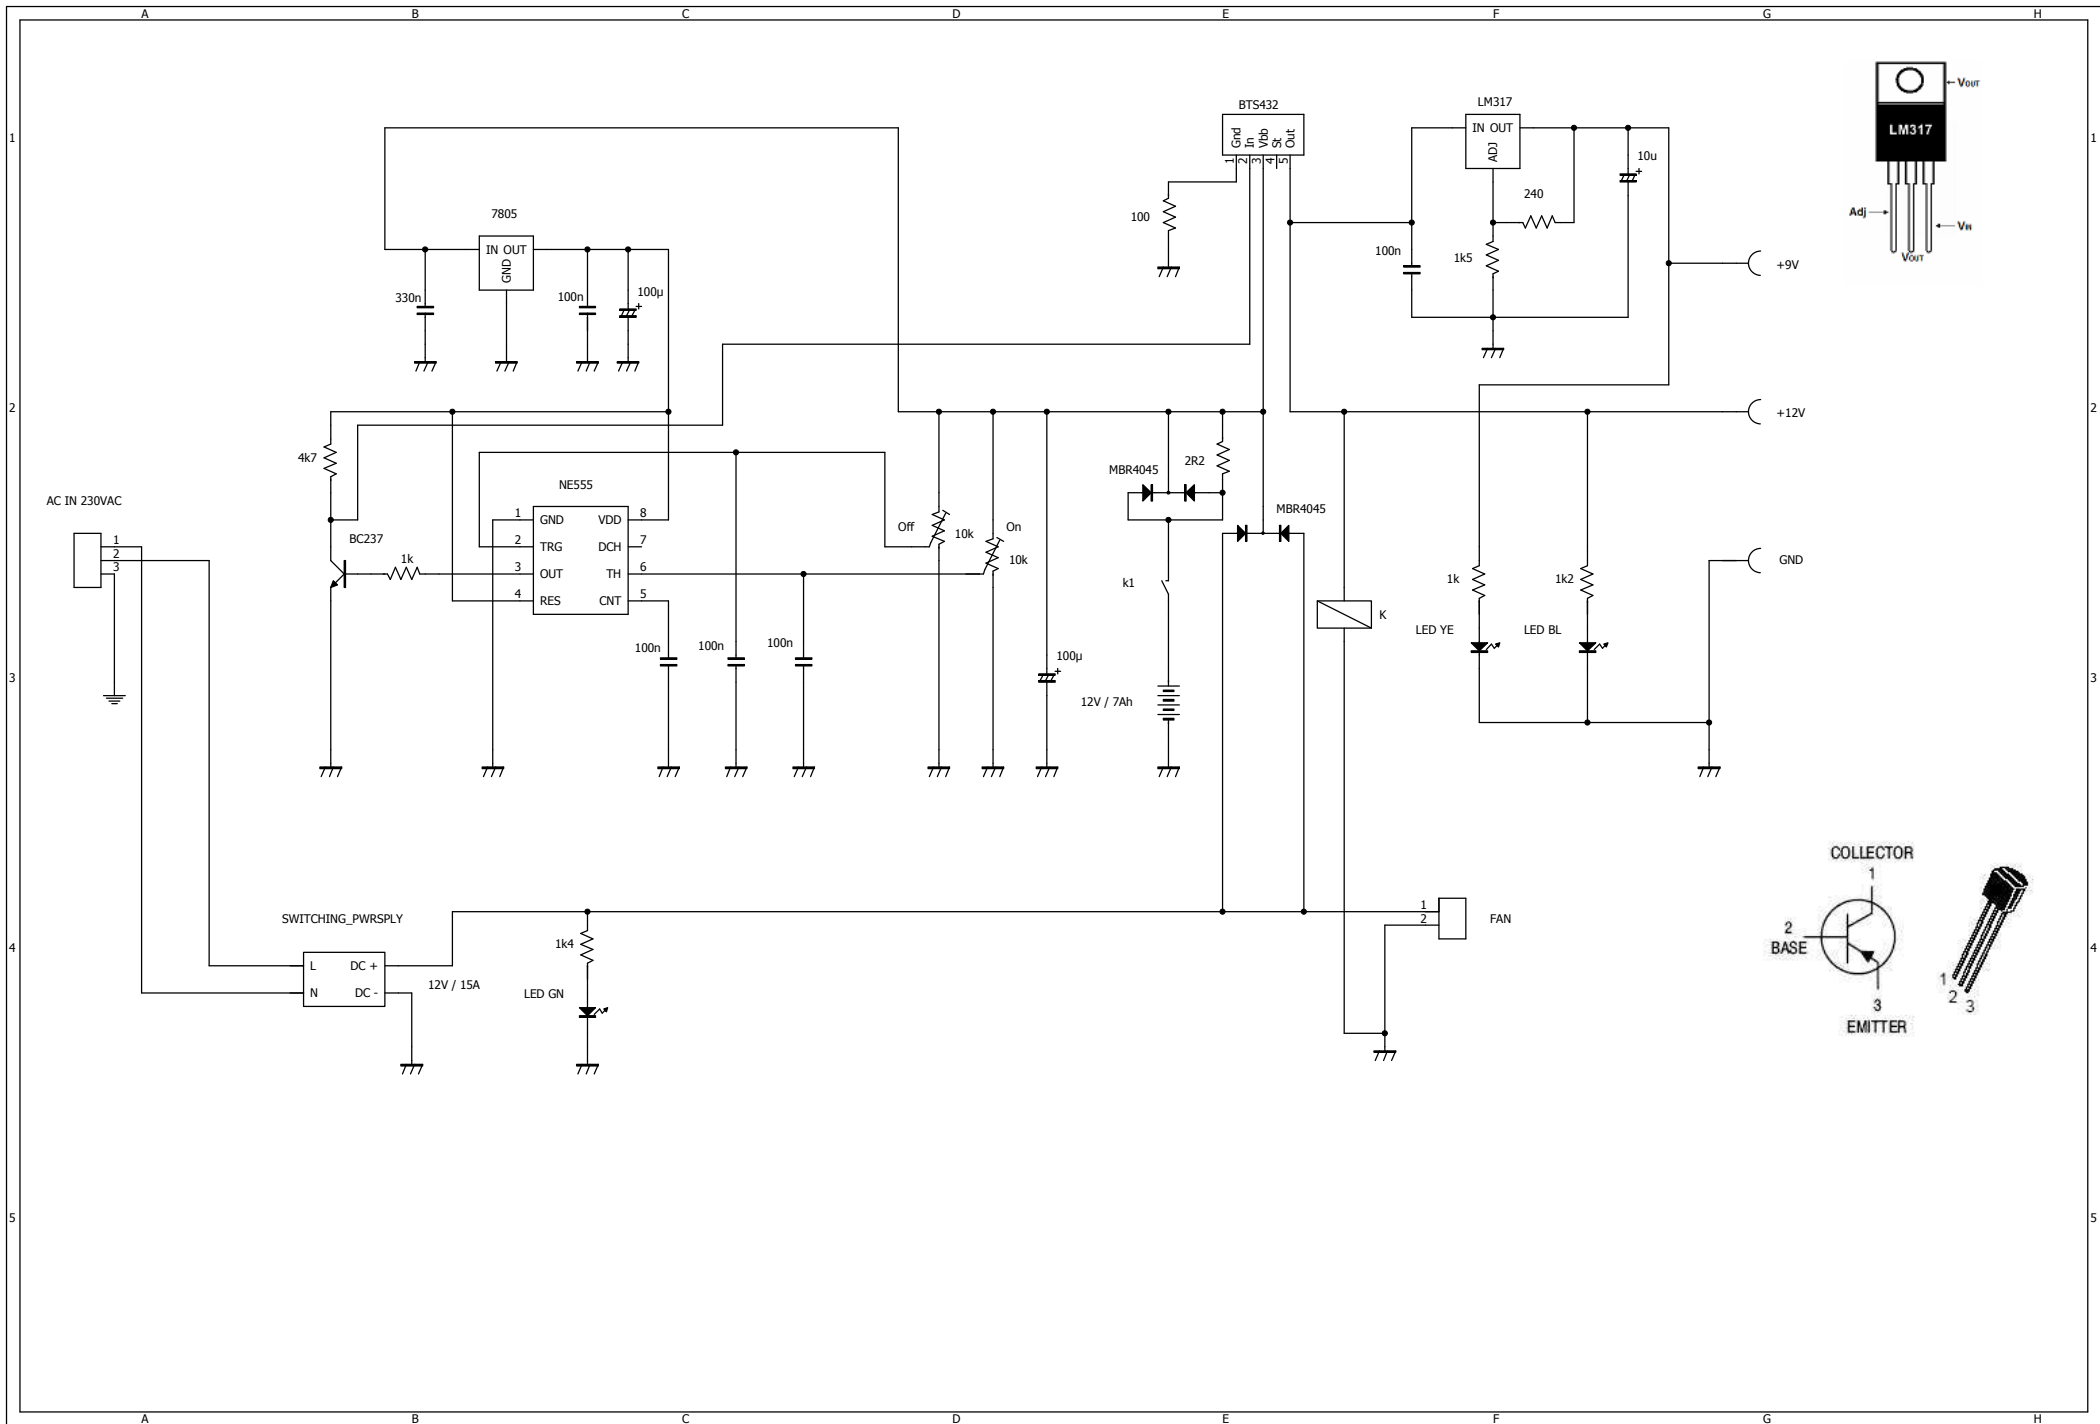 A B C D E F G H
1
1
2
2
3
3
4
4
5
5
A B C D E F G H
BTS432
Gnd
In
Vbb
St
Out
1
2
3
4
5
100
LM317
IN OUT
ADJ
10u
+
240
1k5
100n
+9V
LM317
VOUT
Adj
VIN
VOUT
7805
IN OUT
GND
330n
100n
100µ
+
+12V
4k7
BC237
1k
NE555
1 GND VDD 8
2 TRG DCH 7
3 OUT TH 6
4 RES CNT 5
100n
100n
100n
Off
10k
On
10k
100µ
+
MBR4045
2R2
MBR4045
k1
12V / 7Ah
K
1k
LED YE
1k2
LED BL
GND
AC IN 230VAC
1
2
3
SWITCHING_PWRSPLY
L DC +
N DC -
12V / 15A
1k4
LED GN
1
2
FAN
COLLECTOR
1
2
BASE
3
EMITTER
1
2
3